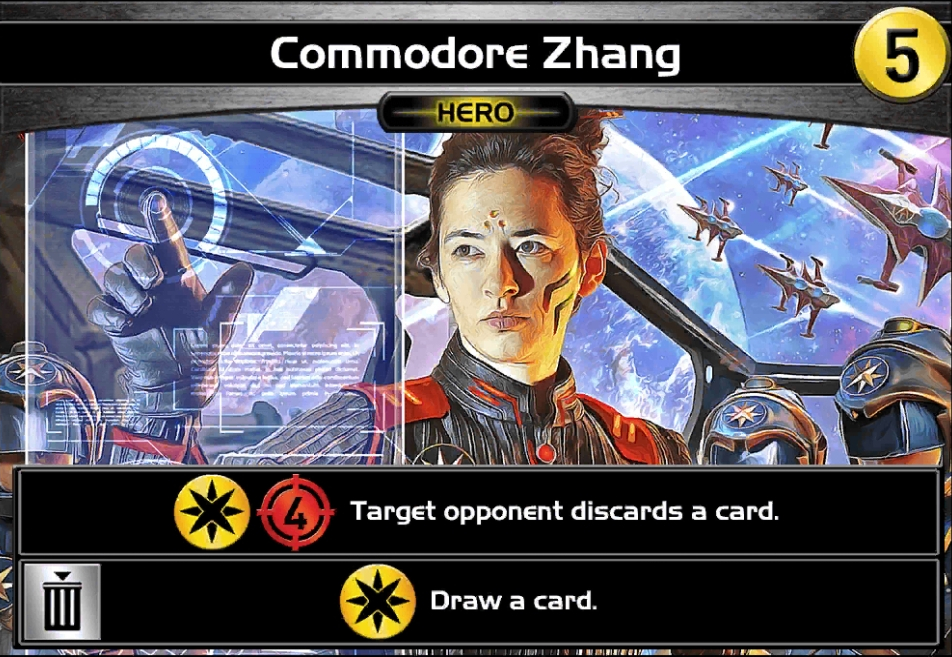 Commodore Zhang
5
HERO
4 Target opponent discards a card.
Draw a card.